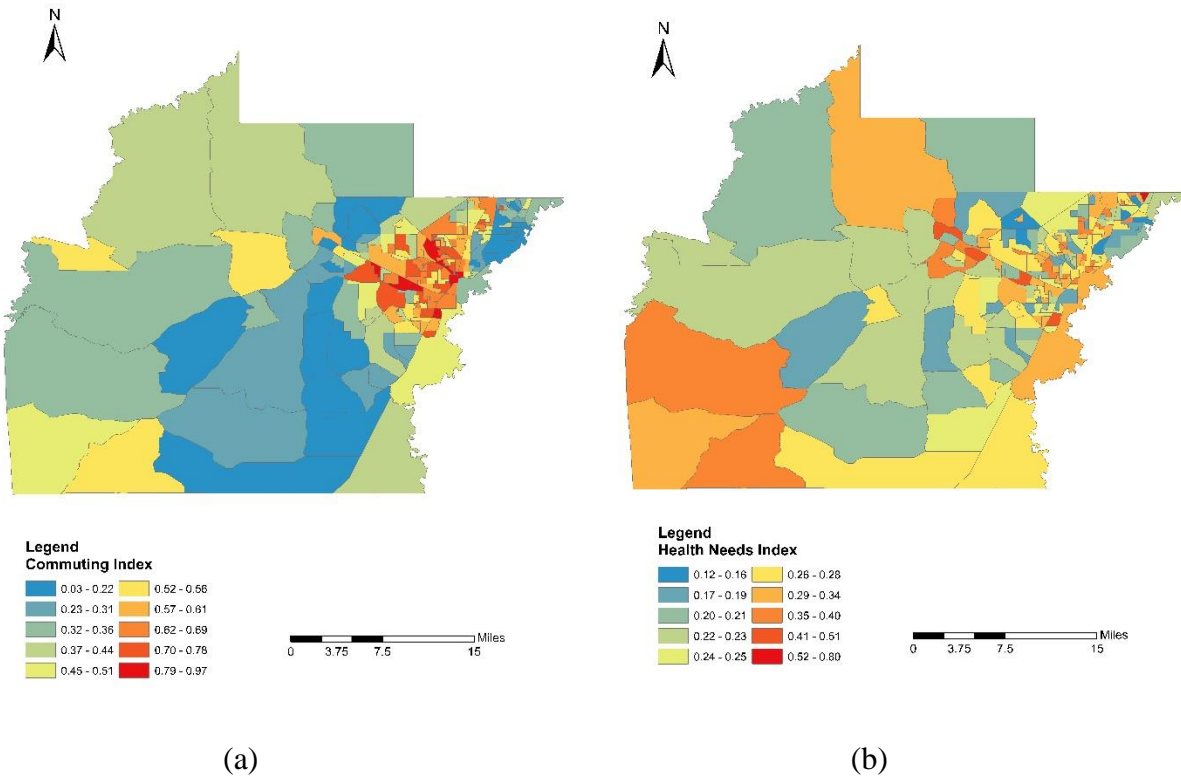 N
Legend
Commuting Index
0.03 - 0.22 0.52 - 0.56
0.23 - 0.31 0.57 - 0.61
0.32 - 0.36 0.62 - 0.69
0.37 - 0.44 0.70 - 0.78
0.45 - 0.51 0.79 - 0.97
Miles
0 3.75 7.5 15
(a)
N
Legend
Health Needs Index
0.12 - 0.16 0.26 - 0.28
0.17 - 0.19 0.29 - 0.34
0.20 - 0.21 0.35 - 0.40
0.22 - 0.23 0.41 - 0.51
0.24 - 0.25 0.52 - 0.80
Miles
0 3.75 7.5 15
(b)